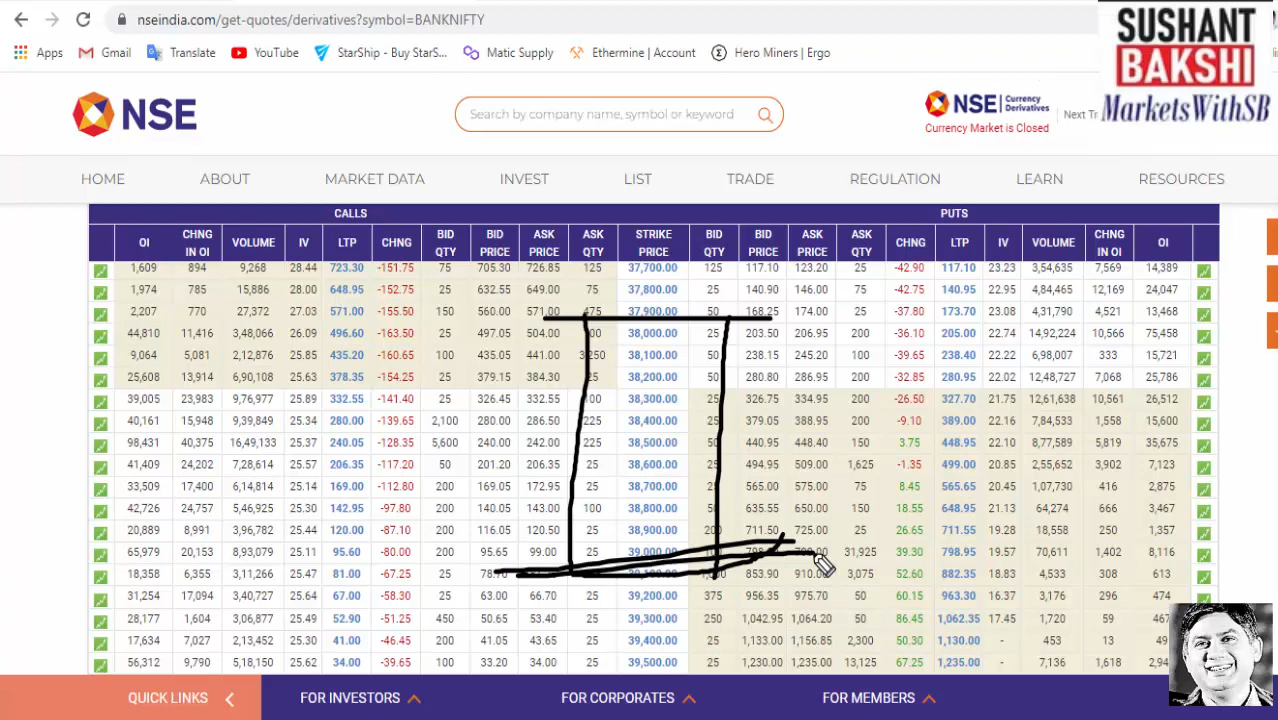 nseindia.com/get-quotes/derivatives?symbol=BANKNIFTY
Apps Gmail Translate YouTube StarShip - Buy StarS... Matic Supply Ethermine | Account Hero Miners | Ergo
SUSHANT
BAKSHI
MarketsWithSB
NSE
Search by company name, symbol or keyword
NSE Currency Derivatives
Currency Market is Closed
Next Tr
HOME ABOUT MARKET DATA INVEST LIST TRADE REGULATION LEARN RESOURCES
CALLS PUTS
OI CHNG IN OI VOLUME IV LTP CHNG BID QTY BID PRICE ASK PRICE ASK QTY STRIKE PRICE BID QTY BID PRICE ASK PRICE ASK QTY CHNG LTP IV VOLUME CHNG IN OI OI
1,609 894 9,268 28.44 723.30 -151.75 75 705.30 726.85 125 37,700.00 125 117.10 123.20 25 -42.90 117.10 23.23 3,54,635 7,569 14,389
1,974 785 15,886 28.00 648.95 -152.75 25 632.55 649.00 75 37,800.00 25 140.90 146.00 75 -42.75 140.95 22.95 4,84,465 12,169 24,047
2,207 770 27,372 27.03 571.00 -155.50 150 560.00 571.00 37,900.00 50 168.25 174.00 25 -37.80 173.70 23.08 4,31,790 4,521 13,468
44,810 11,416 3,48,066 26.09 496.60 -163.50 25 504.00 38,000.00 25 203.50 206.95 200 -36.10 205.00 22.74 14,92,224 10,566 75,458
9,064 5,081 2,12,876 25.85 435.20 -160.65 100 435.05 441.00 38,100.00 50 238.15 245.20 100 -39.65 238.40 22.22 6,98,007 333 15,721
25,608 13,914 6,90,108 25.63 378.35 -154.25 25 384.30 25 38,200.00 50 280.80 286.95 200 -32.85 280.95 22.02 12,48,727 7,068 25,786
39,005 23,983 9,76,977 25.89 332.55 -141.40 25 326.45 332.55 100 38,300.00 25 326.75 334.95 200 -26.50 327.70 21.75 12,61,638 10,561 26,512
40,161 15,948 9,39,849 25.34 280.00 -139.65 2,100 280.00 286.50 225 38,400.00 25 379.05 388.95 200 -9.10 389.00 22.16 7,84,533 1,558 15,600
98,431 40,375 16,49,133 25.37 240.05 -128.35 5,600 240.00 242.00 225 38,500.00 50 440.95 448.40 150 3.75 448.95 22.10 8,77,589 5,819 35,675
41,409 24,202 7,28,614 25.57 206.35 -117.20 50 201.20 206.35 25 38,600.00 25 494.95 509.00 1,625 -1.35 499.00 20.85 2,55,652 3,902 7,123
33,509 17,400 6,14,814 25.14 169.00 -112.80 200 172.95 25 38,700.00 25 565.00 575.00 75 8.45 565.65 20.85 1,07,730 416 2,875
42,726 24,757 5,46,925 25.30 142.95 -97.80 200 140.05 143.00 100 38,800.00 25 635.55 650.00 150 18.55 648.95 21.13 64,274 666 3,467
20,889 8,991 3,96,782 25.44 120.00 -87.10 200 120.50 25 38,900.00 711.50 725.00 25 26.65 711.55 19.28 18,558 250 1,357
65,979 20,153 8,93,079 25.11 95.60 -80.00 200 95.65 99.00 25 39,000.00 31,925 39.30 798.95 19.57 70,611 1,402 8,116
18,358 6,355 3,11,266 25.47 81.00 -67.25 25 853.90 910.00 3,075 52.60 882.35 18.83 4,533 308 613
31,254 17,094 3,40,727 25.24 67.00 -58.30 25 63.00 66.70 25 39,200.00 375 956.35 975.70 50 60.15 963.30 16.37 3,176 296 474
28,177 1,604 3,06,877 25.49 52.90 -51.25 450 50.65 53.40 25 39,300.00 250 1,042.95 1,064.20 50 86.45 1,062.35 17.45 1,720 59 467
17,634 7,027 2,13,452 25.30 41.00 -46.45 200 41.05 43.65 25 39,400.00 25 1,133.00 1,156.85 2,300 50.30 1,130.00 - 453 13
56,312 9,790 5,18,150 25.62 34.00 -39.65 100 33.20 34.00 25 39,500.00 25 1,230.00 1,235.00 13,125 67.25 1,235.00 - 7,136 1,618
QUICK LINKS FOR INVESTORS FOR CORPORATES FOR MEMBERS